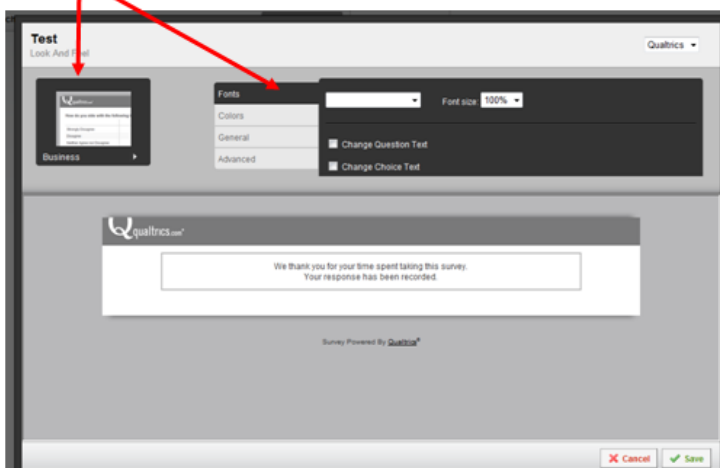 Test
Look And Feel
Qualtrics
Business
Fonts
Colors
General
Advanced
Font size: 100%
Change Question Text
Change Choice Text
qualtrics.com
We thank you for your time spent taking this survey.
Your response has been recorded.
Survey Powered By Qualtrics
Cancel
Save